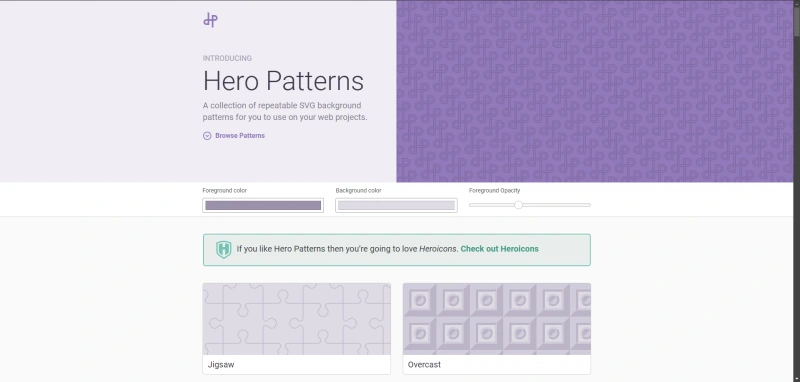 INTRODUCING
Hero Patterns
A collection of repeatable SVG background
patterns for you to use on your web projects.
Browse Patterns
Foreground color
Background color
Foreground Opacity
If you like Hero Patterns then you're going to love Heroicons. Check out Heroicons
Jigsaw
Overcast